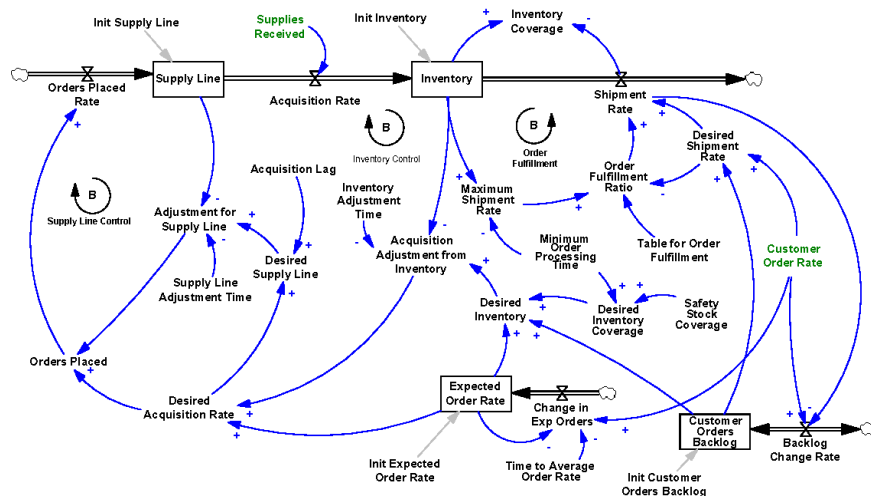 Init Supply Line
Supplies
Received
Init Inventory
Inventory
Coverage
-
+
-
Supply Line
Inventory
Orders Placed
Rate
Acquisition Rate
Shipment
Rate
+
B
Inventory Control
B
Order
Fulfillment
+
+
Desired
Shipment
Rate
B
Supply Line Control
Acquisition Lag
Inventory
Adjustment
Time
Maximum
Shipment
Rate
Order
Fulfillment
Ratio
+
-
+
+
+
-
Adjustment for
Supply Line
+
-
-
Acquisition
Adjustment from
Inventory
-
-
+
Minimum
Order
Processing
Time
Table for Order
Fulfillment
Customer
Order Rate
Desired
Supply Line
+
+
Supply Line
Adjustment Time
+
Desired
Inventory
+
+
+
+
Desired
Inventory
Coverage
Safety
Stock
Coverage
Orders Placed
+
+
Desired
Acquisition Rate
+
+
Expected
Order Rate
Change in
Exp Orders
+
-
-
Customer
Orders
Backlog
+
-
Backlog
Change Rate
Init Expected
Order Rate
Time to Average
Order Rate
Init Customer
Orders Backlog